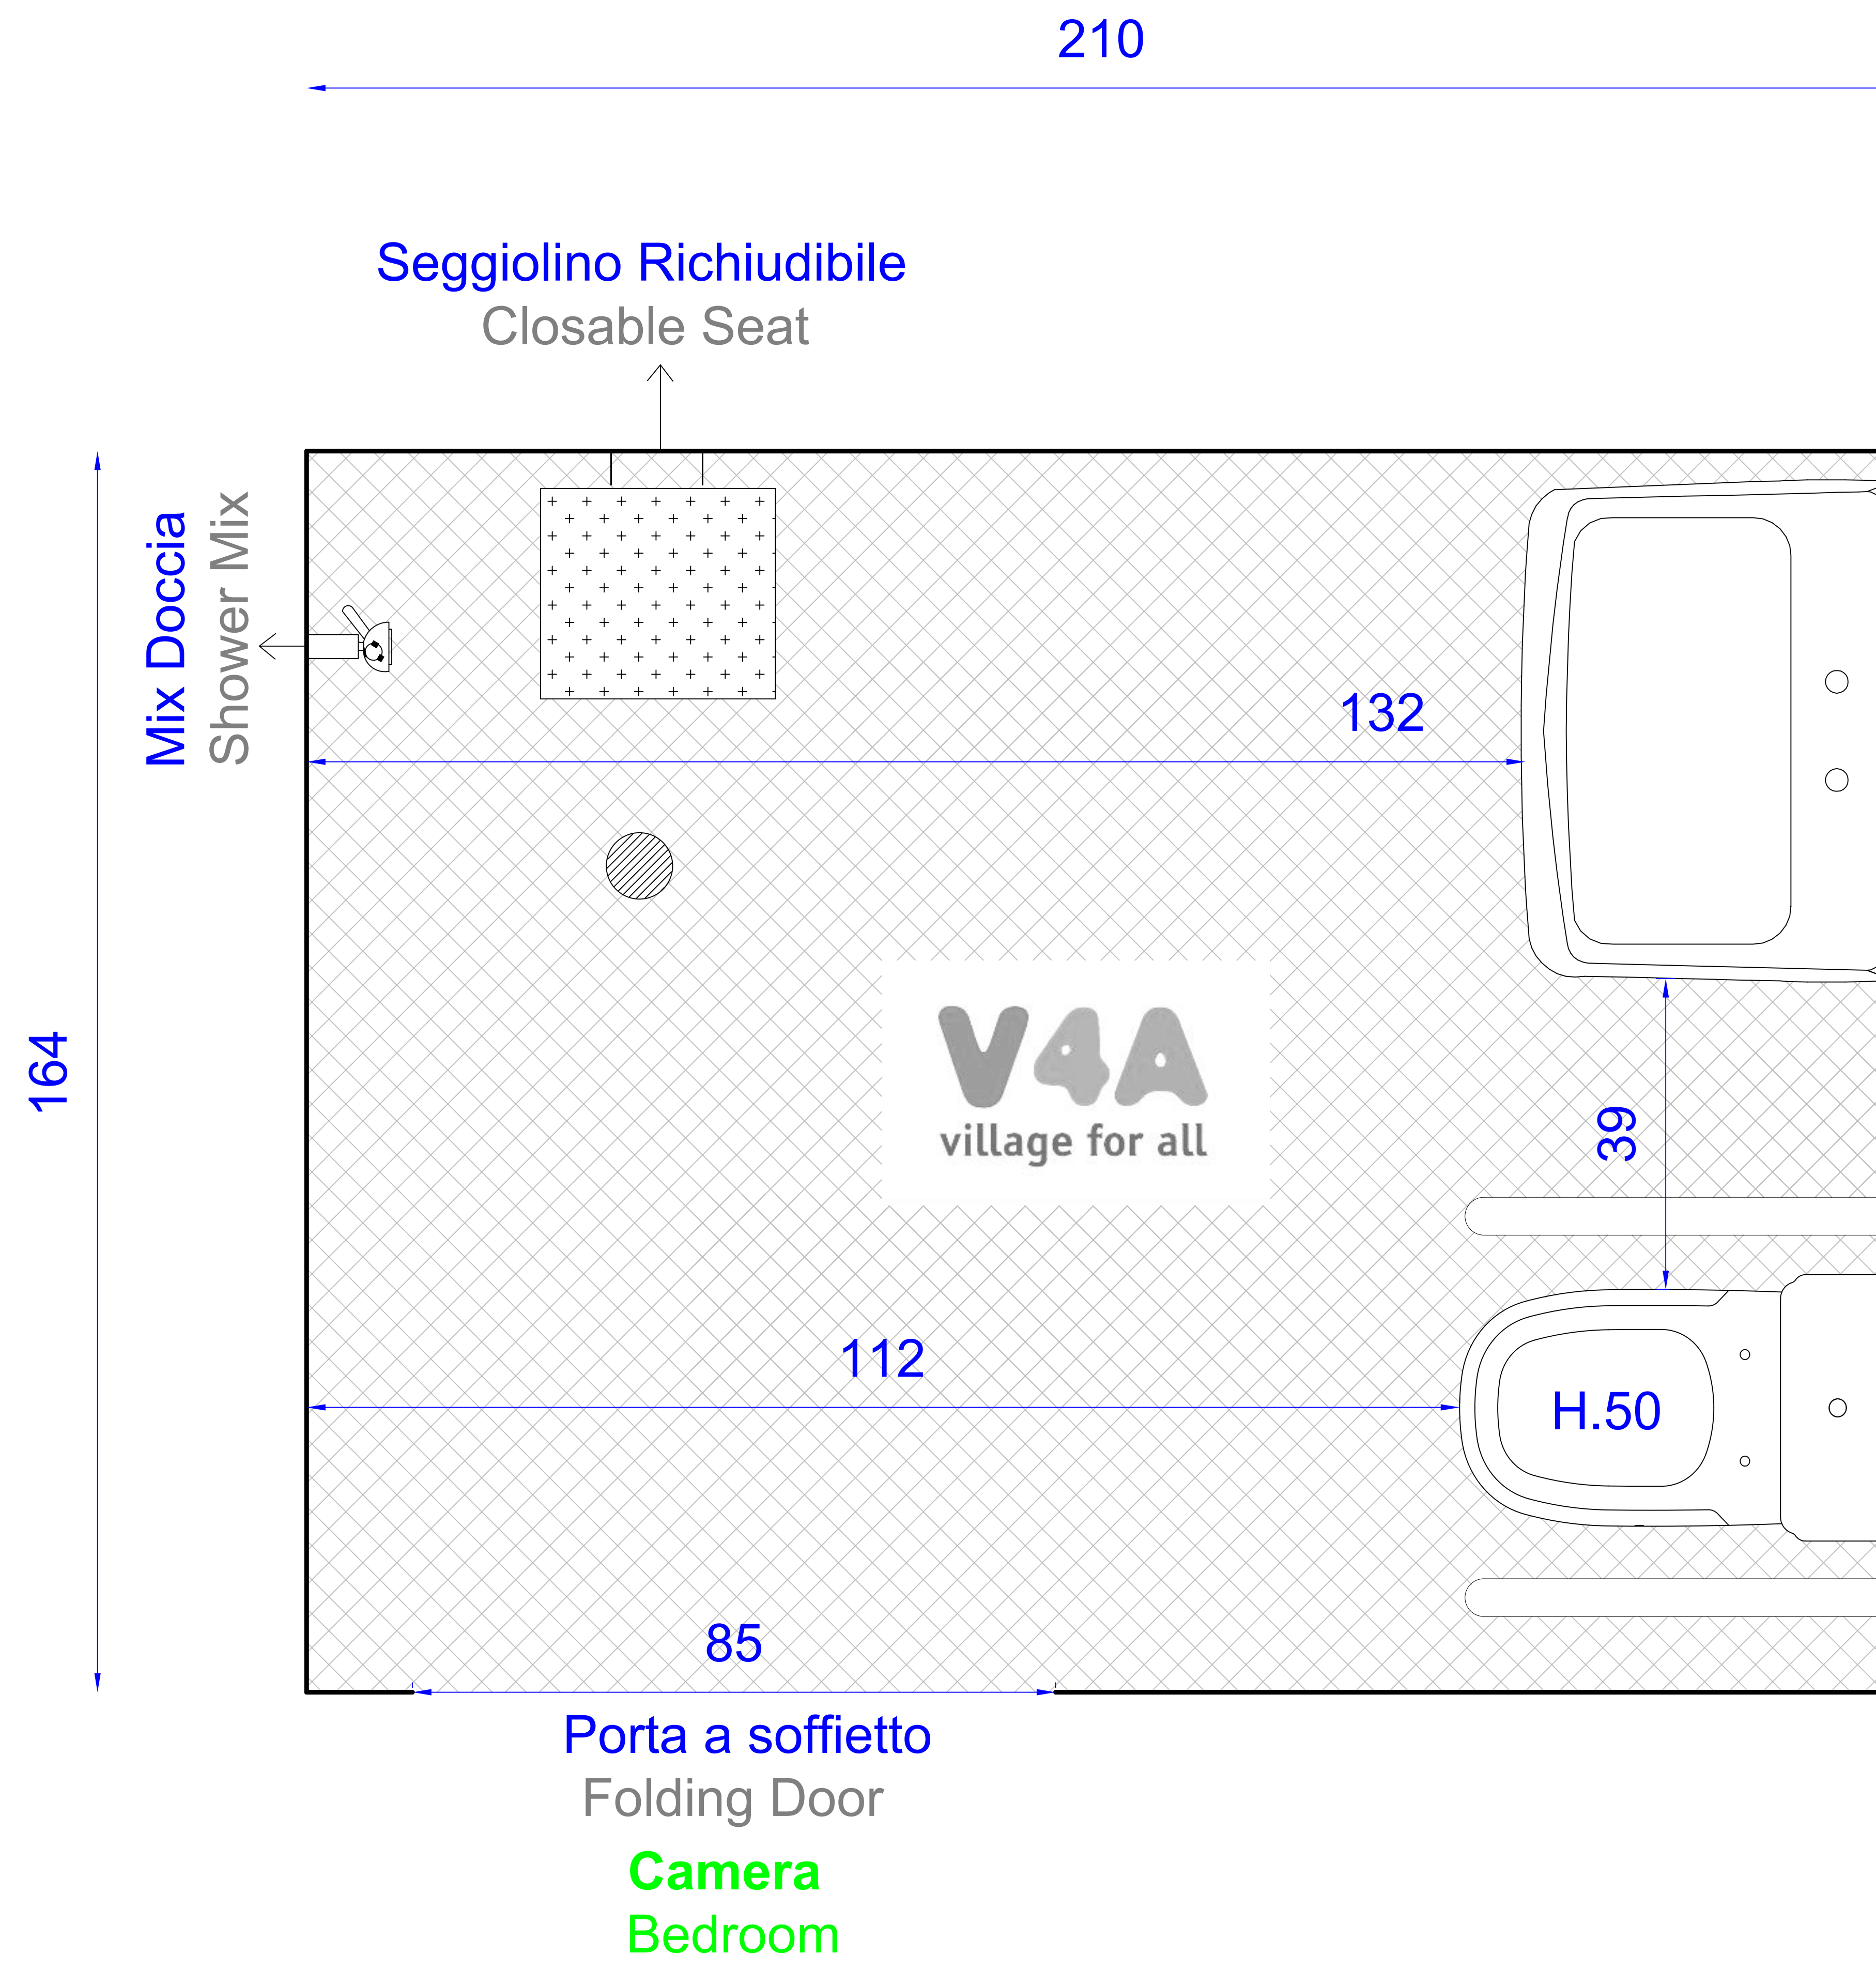 210
Seggiolino Richiudibile
Closable Seat
Mix Doccia
Shower Mix
132
164
V4A
village for all
39
112
H.50
85
Porta a soffietto
Folding Door
Camera
Bedroom